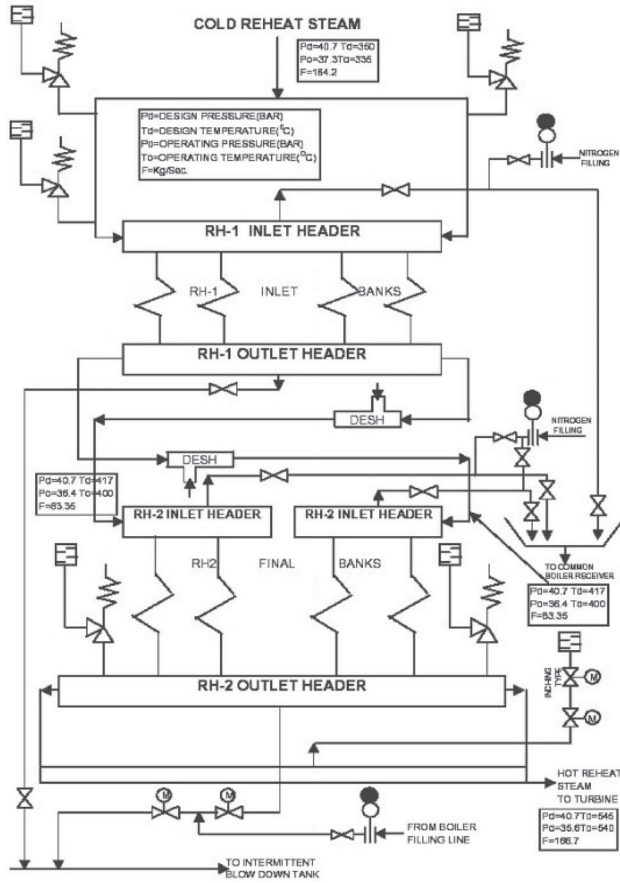 COLD REHEAT STEAM
Pd=40.7 Td=350
Po=37.3To=335
F=164.2
Pd=DESIGN PRESSURE(BAR)
Td=DESIGN TEMPERATURE(°C)
Po=OPERATING PRESSURE(BAR)
To=OPERATING TEMPERATURE(°C)
F=Kg/Sec.
NITROGEN
FILLING
RH-1 INLET HEADER
RH-1 INLET BANKS
RH-1 OUTLET HEADER
DESH
NITROGEN
FILLING
DESH
Pd=40.7 Td=417
Po=36.4 To=400
F=83.35
RH-2 INLET HEADER
RH-2 INLET HEADER
RH2 FINAL BANKS
TO COMMON
BOILER RECEIVER
Pd=40.7 Td=417
Po=36.4 To=400
F=83.35
RH-2 OUTLET HEADER
INCHING
TYPE
M
M
HOT REHEAT
STEAM
TO TURBINE
M
M
Pd=40.7Td=545
Po=35.6To=540
F=166.7
FROM BOILER
FILLING LINE
TO INTERMITTENT
BLOW DOWN TANK